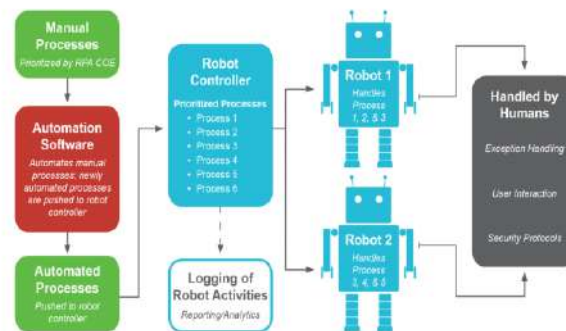 Manual
Processes
Prioritized by RPA COE
Automation
Software
Automates manual
processes: newly
automated processes
are pushed to robot
controller
Automated
Processes
Pushed to robot
controller
Robot
Controller
Prioritized Processes
• Process 1
• Process 2
• Process 3
• Process 4
• Process 5
• Process 6
Logging of
Robot Activities
Reporting/Analytics
Robot 1
Handles
Process
1, 2, & 3
Robot 2
Handles
Process
3, 4, & 5
Handled by
Humans
Exception Handling
User Interaction
Security Protocols